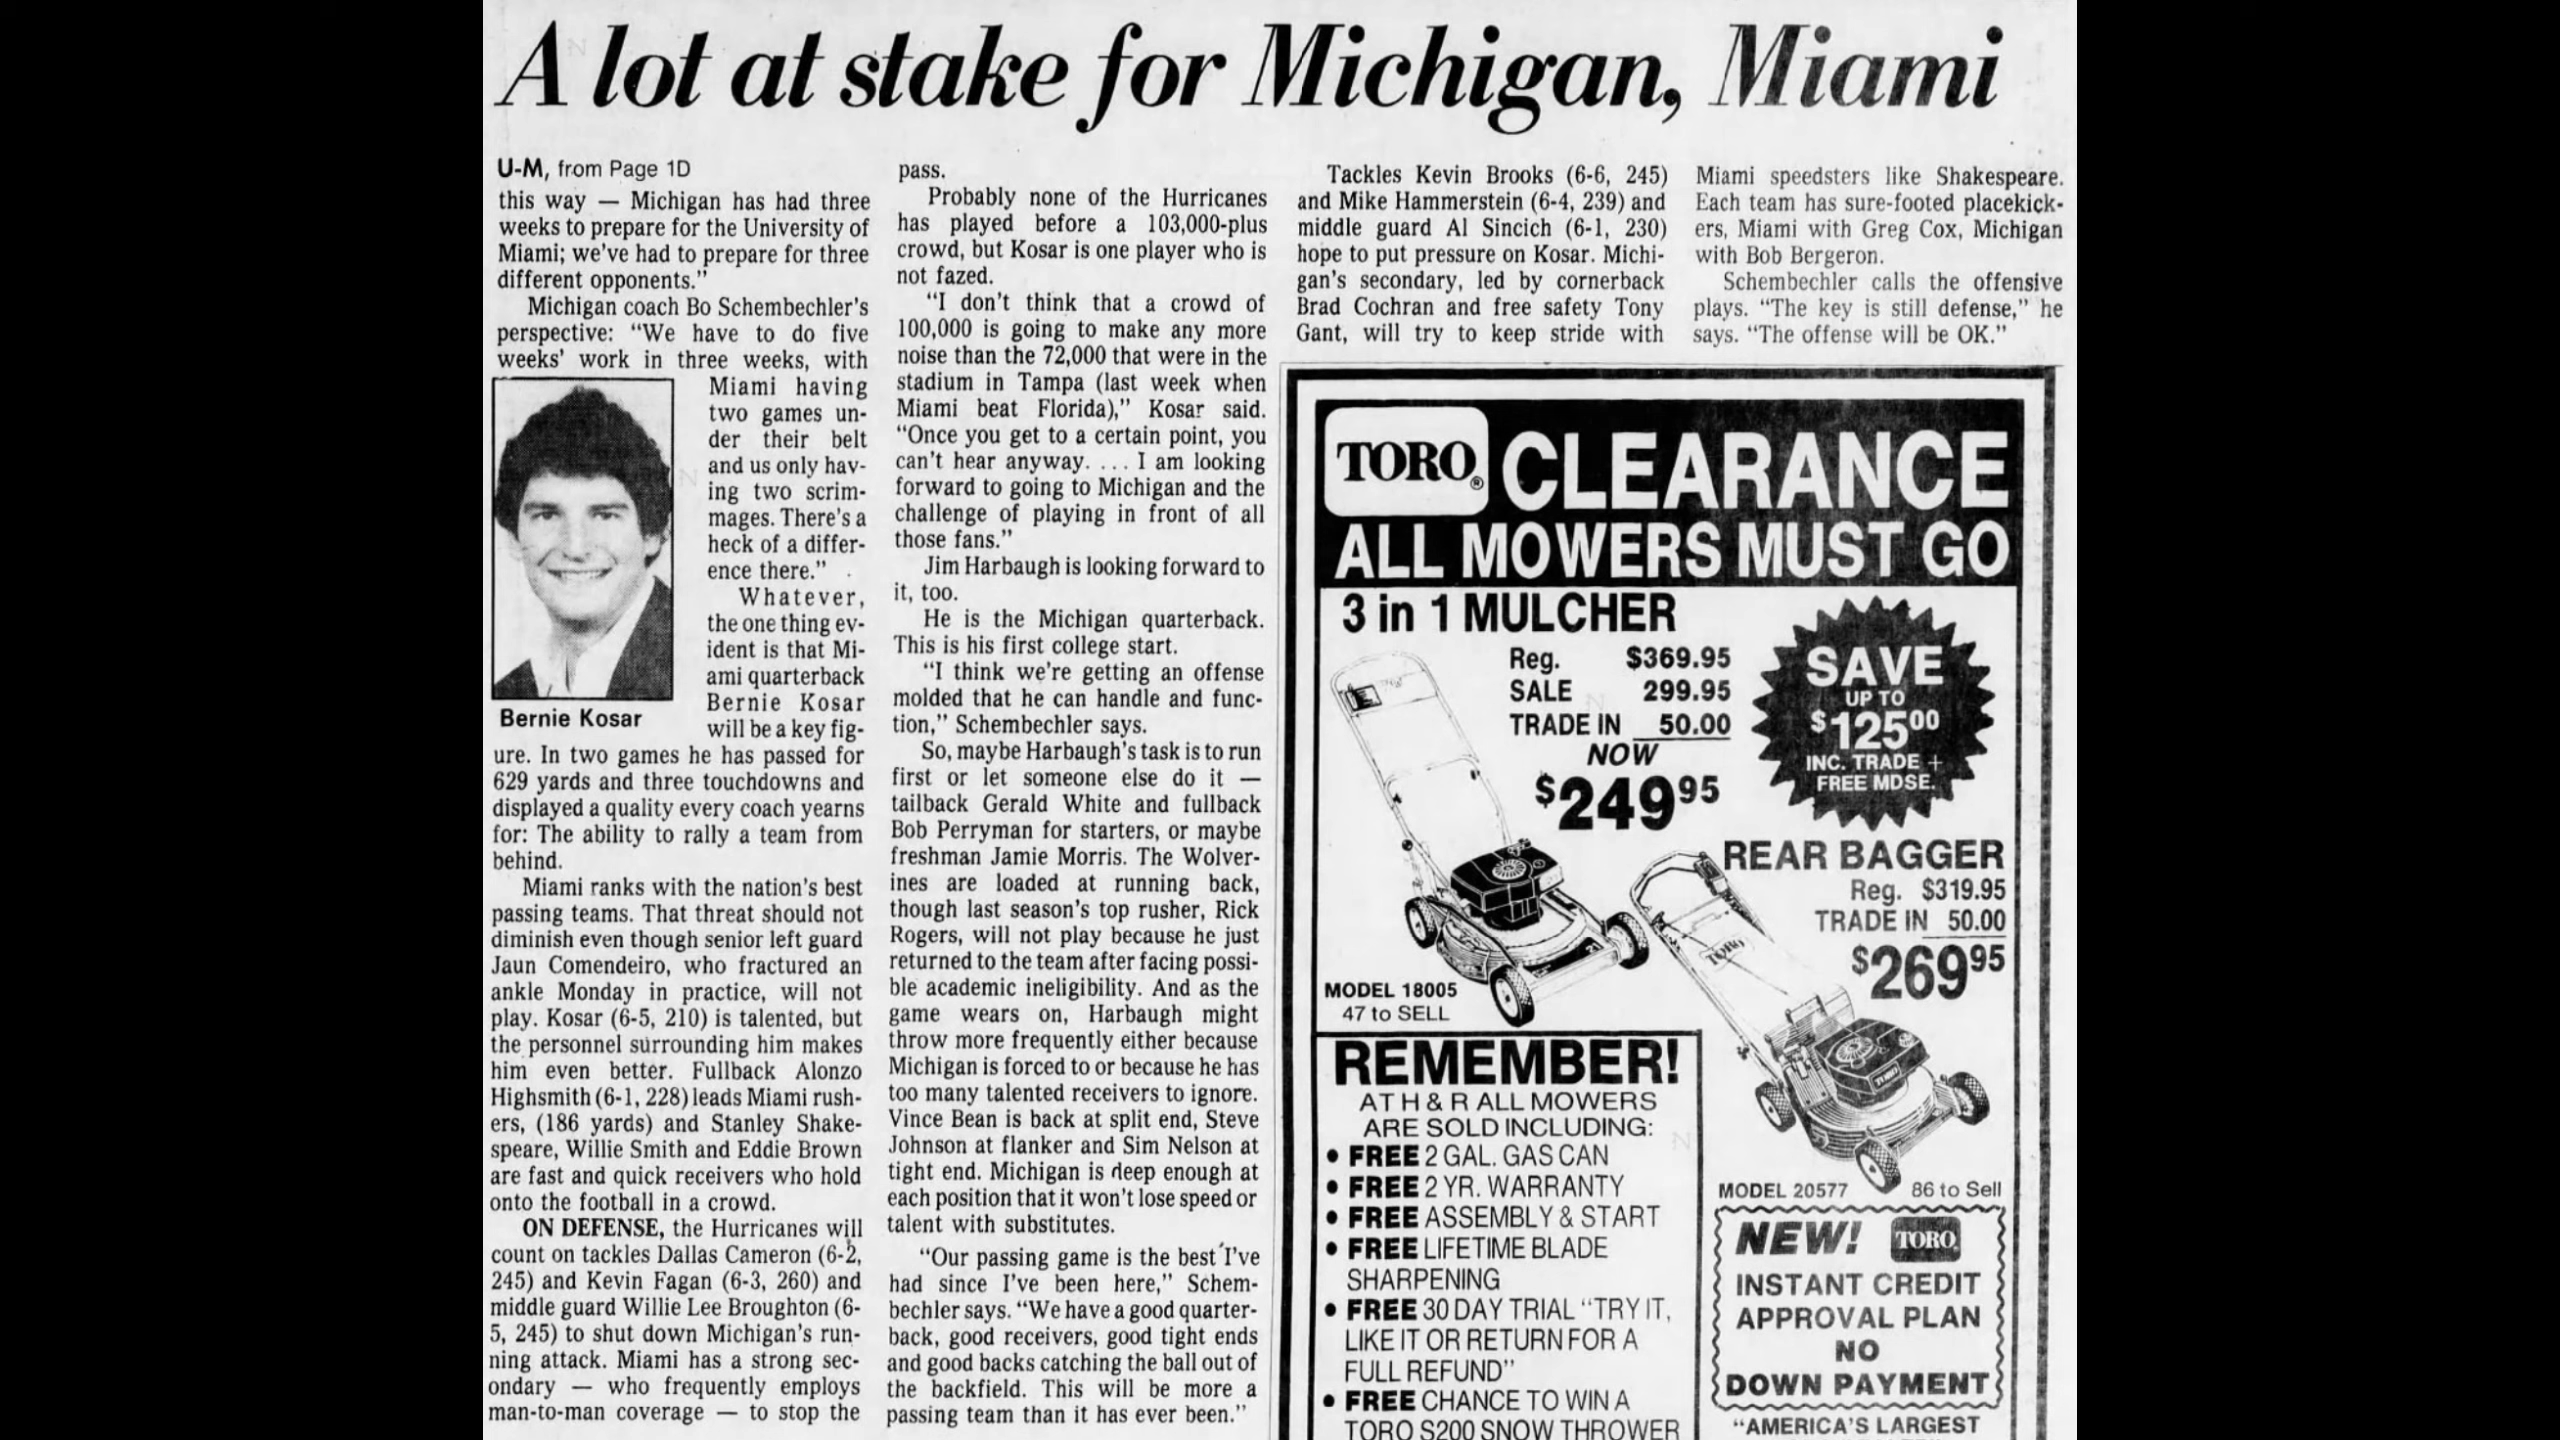 A lot at stake for Michigan, Miami
U-M, from Page 1D
this way — Michigan has had three
weeks to prepare for the University of
Miami; we've had to prepare for three
different opponents."
Michigan coach Bo Schembechler's
perspective: "We have to do five
weeks' work in three weeks, with
Miami having
two games un-
der their belt
and us only hav-
ing two scrim-
mages. There's a
heck of a differ-
ence there."
Whatever,
the one thing ev-
ident is that Mi-
ami quarterback
Bernie Kosar
will be a key fig-
Bernie Kosar
ure. In two games he has passed for
629 yards and three touchdowns and
displayed a quality every coach yearns
for: The ability to rally a team from
behind.
Miami ranks with the nation's best
passing teams. That threat should not
diminish even though senior left guard
Jaun Comendeiro, who fractured an
ankle Monday in practice, will not
play. Kosar (6-5, 210) is talented, but
the personnel surrounding him makes
him even better. Fullback Alonzo
Highsmith (6-1, 228) leads Miami rush-
ers, (186 yards) and Stanley Shake-
speare, Willie Smith and Eddie Brown
are fast and quick receivers who hold
onto the football in a crowd.
ON DEFENSE, the Hurricanes will
count on tackles Dallas Cameron (6-2,
245) and Kevin Fagan (6-3, 260) and
middle guard Willie Lee Broughton (6-
5, 245) to shut down Michigan's run-
ning attack. Miami has a strong sec-
ondary — who frequently employs
man-to-man coverage — to stop the
pass.
Probably none of the Hurricanes
has played before a 103,000-plus
crowd, but Kosar is one player who is
not fazed.
"I don't think that a crowd of
100,000 is going to make any more
noise than the 72,000 that were in the
stadium in Tampa (last week when
Miami beat Florida)," Kosar said.
"Once you get to a certain point, you
can't hear anyway. . . . I am looking
forward to going to Michigan and the
challenge of playing in front of all
those fans."
Jim Harbaugh is looking forward to
it, too.
He is the Michigan quarterback.
This is his first college start.
"I think we're getting an offense
molded that he can handle and func-
tion," Schembechler says.
So, maybe Harbaugh's task is to run
first or let someone else do it —
tailback Gerald White and fullback
Bob Perryman for starters, or maybe
freshman Jamie Morris. The Wolver-
ines are loaded at running back,
though last season's top rusher, Rick
Rogers, will not play because he just
returned to the team after facing possi-
ble academic ineligibility. And as the
game wears on, Harbaugh might
throw more frequently either because
Michigan is forced to or because he has
too many talented receivers to ignore.
Vince Bean is back at split end, Steve
Johnson at flanker and Sim Nelson at
tight end. Michigan is deep enough at
each position that it won't lose speed or
talent with substitutes.
"Our passing game is the best I've
had since I've been here," Schem-
bechler says. "We have a good quarter-
back, good receivers, good tight ends
and good backs catching the ball out of
the backfield. This will be more a
passing team than it has ever been."
Tackles Kevin Brooks (6-6, 245)
and Mike Hammerstein (6-4, 239) and
middle guard Al Sincich (6-1, 230)
hope to put pressure on Kosar. Michi-
gan's secondary, led by cornerback
Brad Cochran and free safety Tony
Gant, will try to keep stride with
Miami speedsters like Shakespeare.
Each team has sure-footed placekick-
ers, Miami with Greg Cox, Michigan
with Bob Bergeron.
Schembechler calls the offensive
plays. "The key is still defense," he
says. "The offense will be OK."
TORO® CLEARANCE
ALL MOWERS MUST GO
3 in 1 MULCHER
Reg. $369.95
SALE 299.95
TRADE IN 50.00
NOW
$249 95
SAVE
UP TO
$125 00
INC. TRADE +
FREE MDSE.
MODEL 18005
47 to SELL
REAR BAGGER
Reg. $319.95
TRADE IN 50.00
$269 95
TORO
TORO
MODEL 20577 86 to Sell
REMEMBER!
AT H & R ALL MOWERS
ARE SOLD INCLUDING:
• FREE 2 GAL. GAS CAN
• FREE 2 YR. WARRANTY
• FREE ASSEMBLY & START
• FREE LIFETIME BLADE
SHARPENING
• FREE 30 DAY TRIAL "TRY IT,
LIKE IT OR RETURN FOR A
FULL REFUND"
• FREE CHANCE TO WIN A
TORO S200 SNOW THROWER
NEW! TORO
INSTANT CREDIT
APPROVAL PLAN
NO
DOWN PAYMENT
"AMERICA'S LARGEST